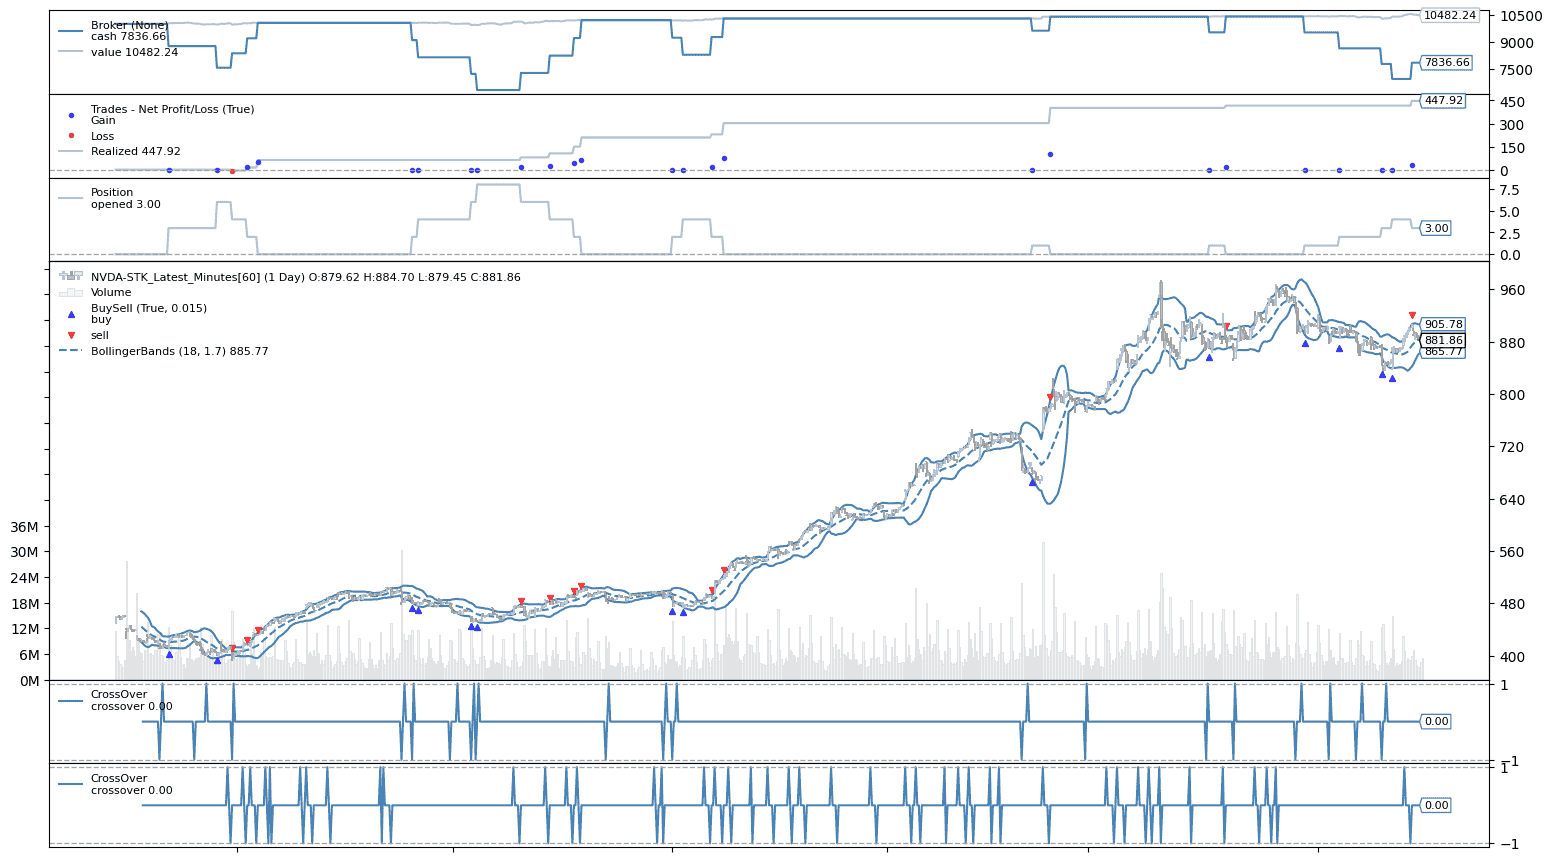 Broker (None)
cash 7836.66
value 10482.24
10500
9000
7500
10482.24
7836.66
Trades - Net Profit/Loss (True)
Gain
Loss
Realized 447.92
450
300
150
0
447.92
Position
opened 3.00
7.5
5.0
2.5
0.0
3.00
NVDA-STK_Latest_Minutes[60] (1 Day) O:879.62 H:884.70 L:879.45 C:881.86
Volume
BuySell (True, 0.015)
buy
sell
BollingerBands (18, 1.7) 885.77
960
880
800
720
640
560
480
400
905.78
881.86
865.77
36M
30M
24M
18M
12M
6M
0M
CrossOver
crossover 0.00
1
0.00
−1
CrossOver
crossover 0.00
1
0.00
−1